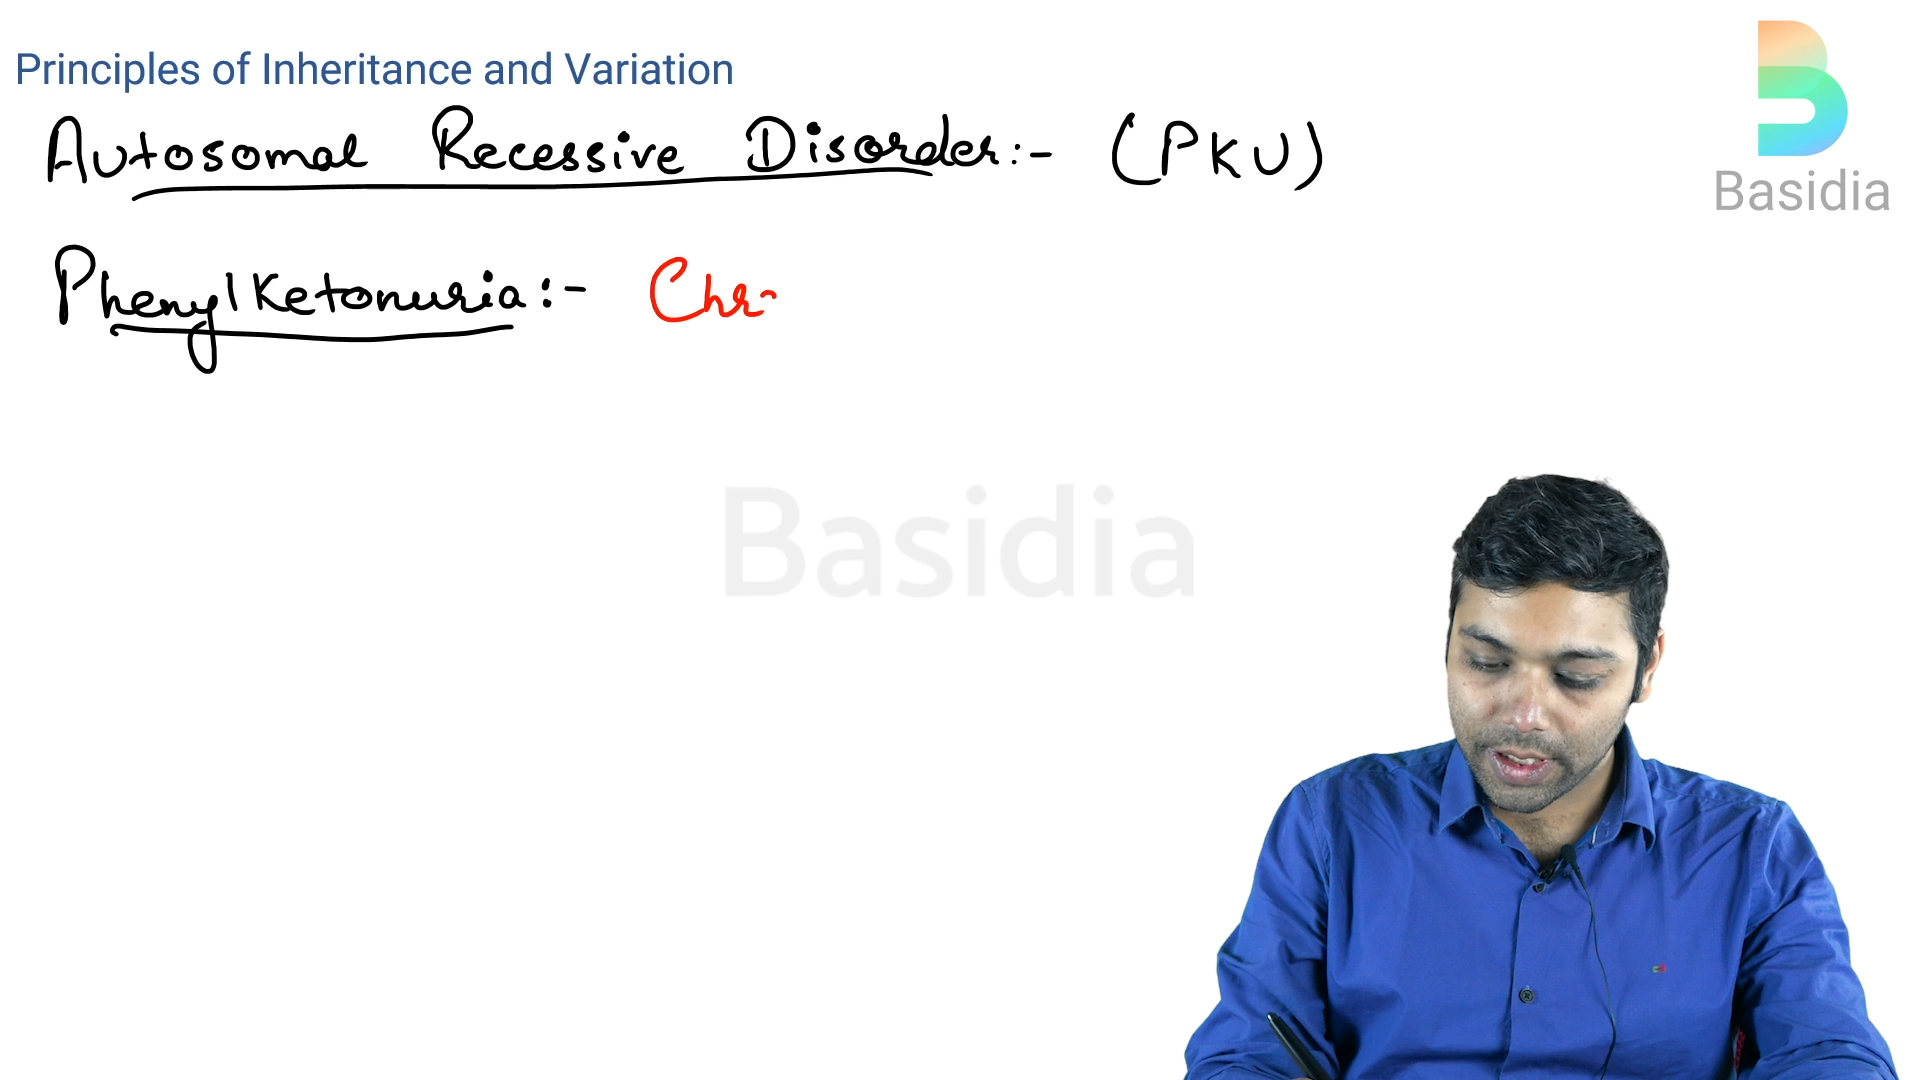 Principles of Inheritance and Variation
Basidia
Autosomal Recessive Disorder:- (PKU)
PhenylKetonuria:- Chr
Basidia